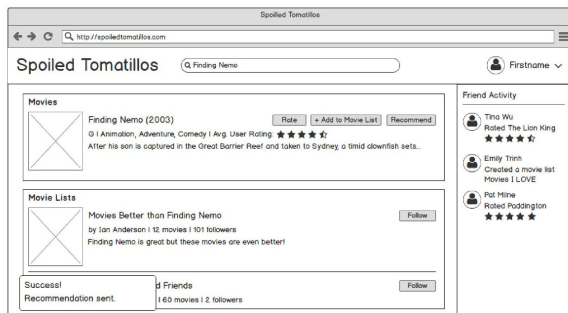 Spoiled Tomatillos
http://spoiledtomatillos.com
Spoiled Tomatillos
Finding Nemo
Firstname
Movies
Finding Nemo (2003)
Rate
+ Add to Movie List
Recommend
G | Animation, Adventure, Comedy | Avg. User Rating:
After his son is captured in the Great Barrier Reef and taken to Sydney, a timid clownfish sets...
Movie Lists
Movies Better than Finding Nemo
Follow
by Ian Anderson | 12 movies | 101 followers
Finding Nemo is great but these movies are even better!
d Friends
Follow
| 60 movies | 2 followers
Success!
Recommendation sent.
Friend Activity
Tina Wu
Rated The Lion King
Emily Trinh
Created a movie list
Movies I LOVE
Pat Milne
Rated Paddington